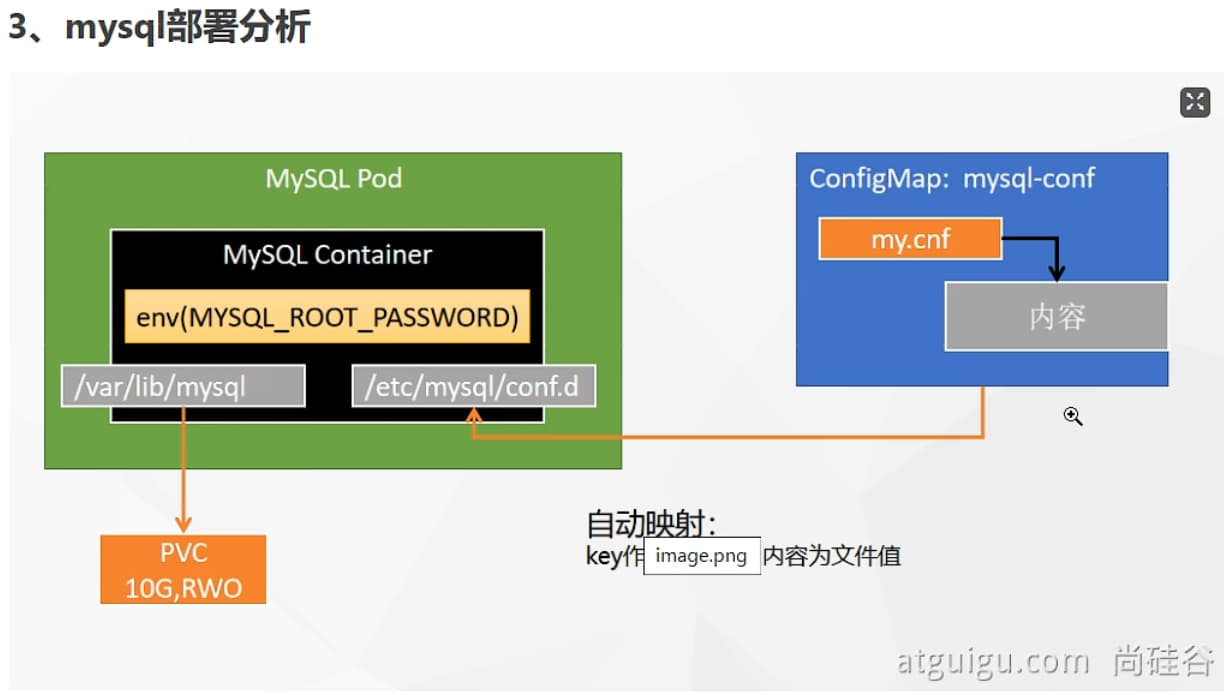 3、mysql部署分析
MySQL Pod
MySQL Container
env(MYSQL_ROOT_PASSWORD)
/var/lib/mysql
/etc/mysql/conf.d
PVC
10G,RWO
ConfigMap: mysql-conf
my.cnf
内容
自动映射：
key作 image.png 内容为文件值
atguigu.com 尚硅谷